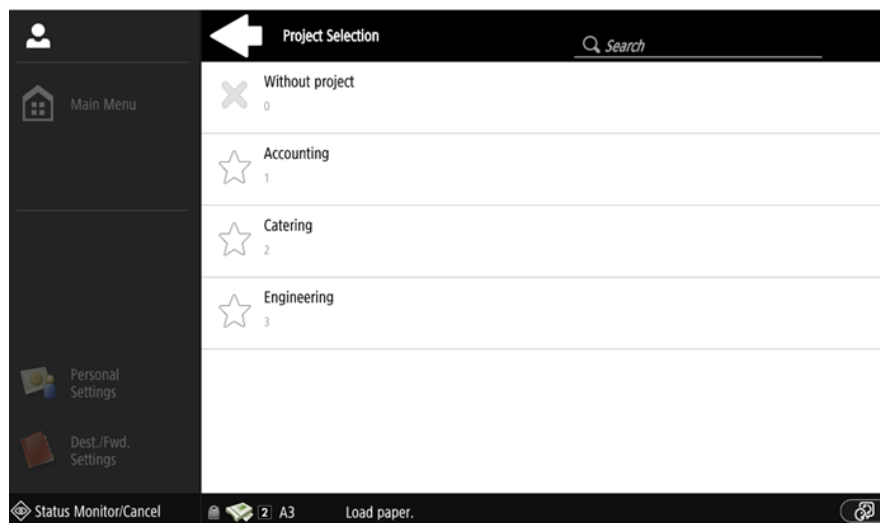 Project Selection
Search
Main Menu
Without project
0
Accounting
1
Catering
2
Engineering
3
Personal
Settings
Dest./Fwd.
Settings
Status Monitor/Cancel
2 A3 Load paper.